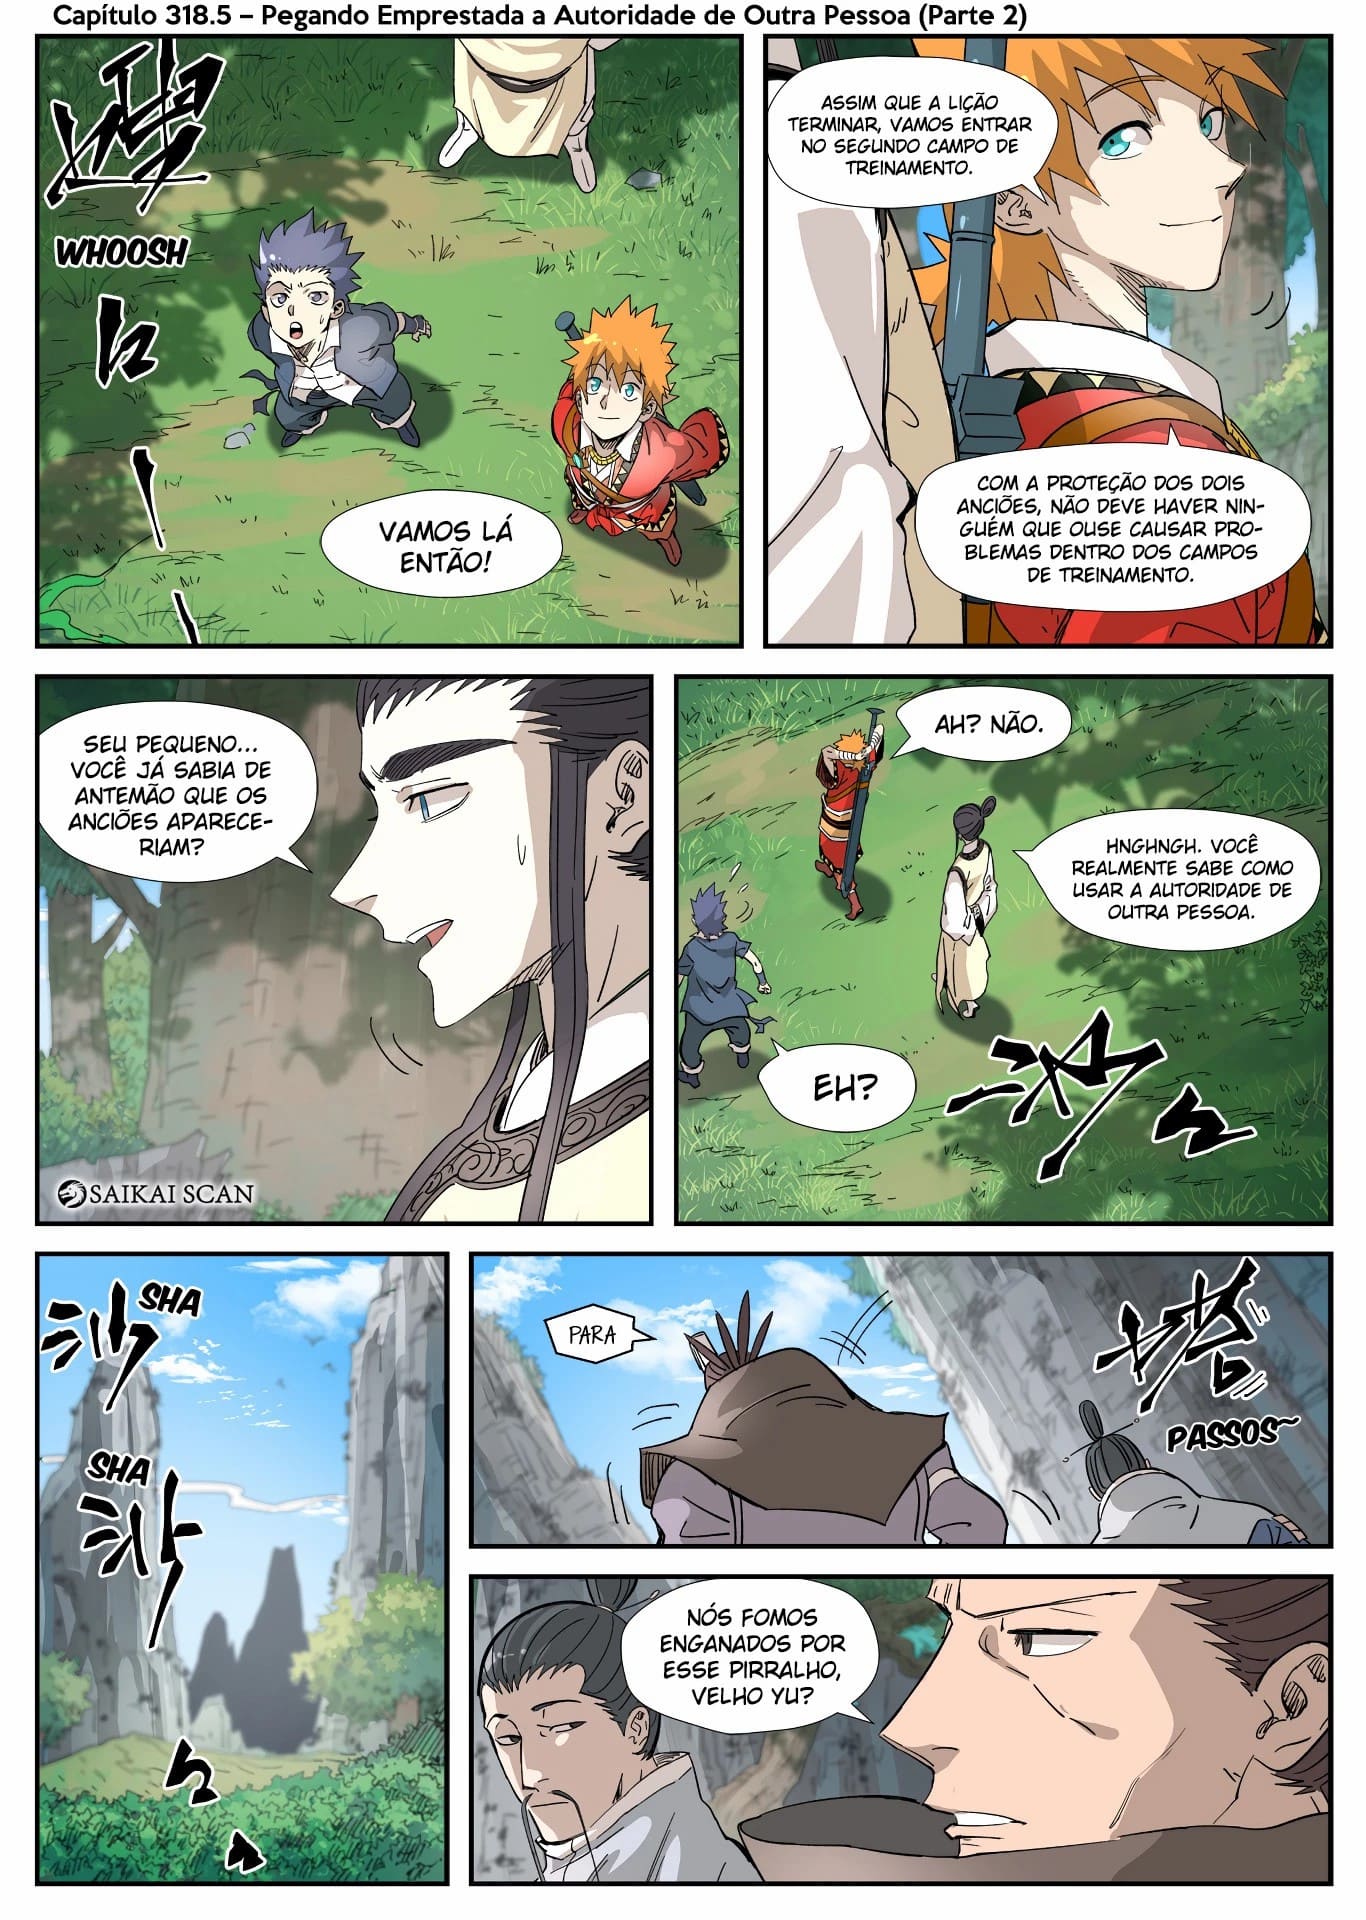 Capítulo 318.5 – Pegando Emprestada a Autoridade de Outra Pessoa (Parte 2)
WHOOSH
VAMOS LÁ
ENTÃO!
ASSIM QUE A LIÇÃO
TERMINAR, VAMOS ENTRAR
NO SEGUNDO CAMPO DE
TREINAMENTO.
COM A PROTEÇÃO DOS DOIS
ANCIÕES, NÃO DEVE HAVER NIN-
GUÉM QUE OUSE CAUSAR PRO-
BLEMAS DENTRO DOS CAMPOS
DE TREINAMENTO.
SEU PEQUENO...
VOCÊ JÁ SABIA DE
ANTEMÃO QUE OS
ANCIÕES APARECE-
RIAM?
SAIKAI SCAN
AH? NÃO.
HNGHNGH. VOCÊ
REALMENTE SABE COMO
USAR A AUTORIDADE DE
OUTRA PESSOA.
EH?
沙
SHA
沙
SHA
PARA
塔
PASSOS~
NÓS FOMOS
ENGANADOS POR
ESSE PIRRALHO,
VELHO YU?